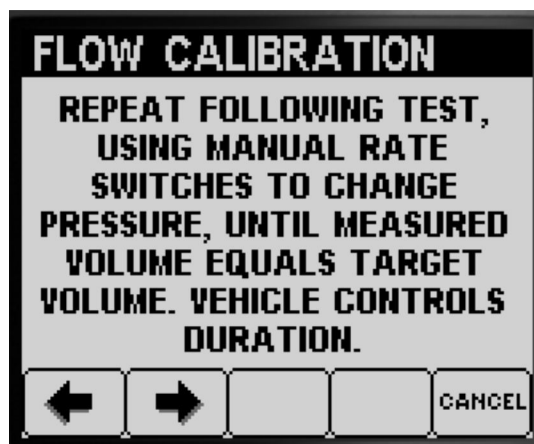 FLOW CALIBRATION
REPEAT FOLLOWING TEST,
USING MANUAL RATE
SWITCHES TO CHANGE
PRESSURE, UNTIL MEASURED
VOLUME EQUALS TARGET
VOLUME. VEHICLE CONTROLS
DURATION.
CANCEL